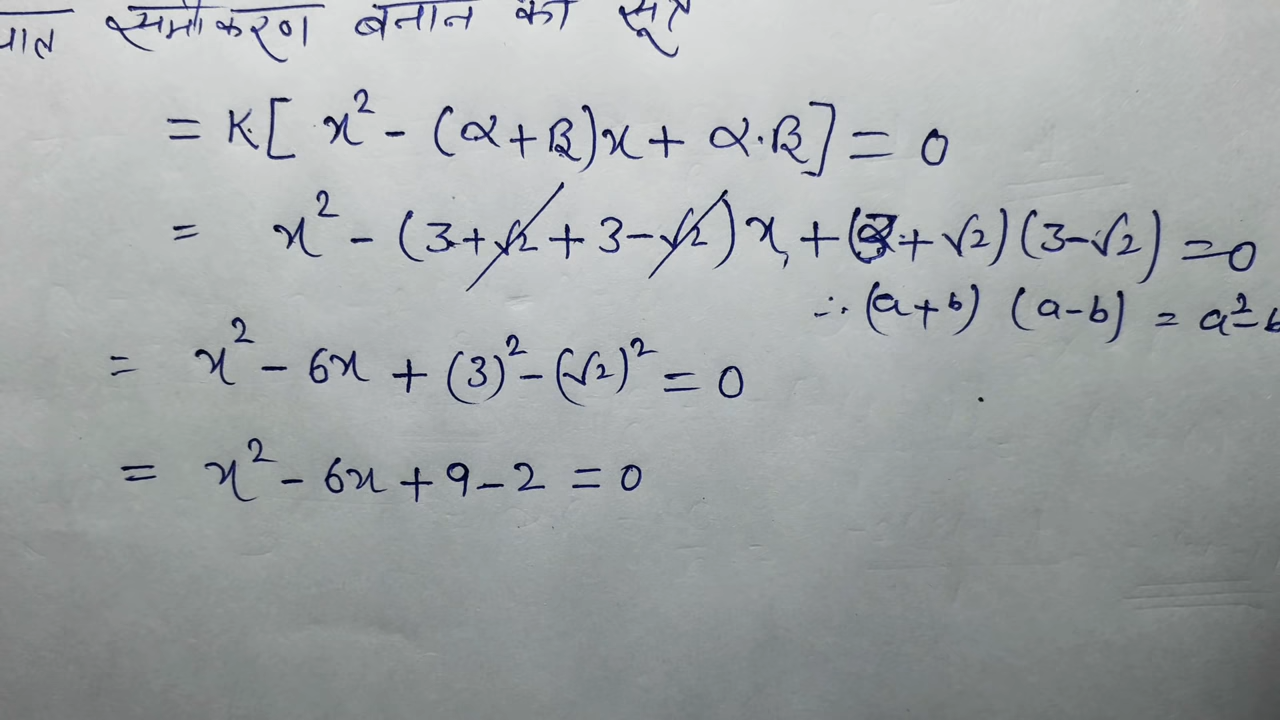 समीकरण बनाने का सूत्र
= K[ x² - (α + β)x + α.β ] = 0
= x² - (3 + √2 + 3 - √2)x + (3 + √2) (3 - √2) = 0
∴ (a + b) (a - b) = a² - b
= x² - 6x + (3)² - (√2)² = 0
= x² - 6x + 9 - 2 = 0